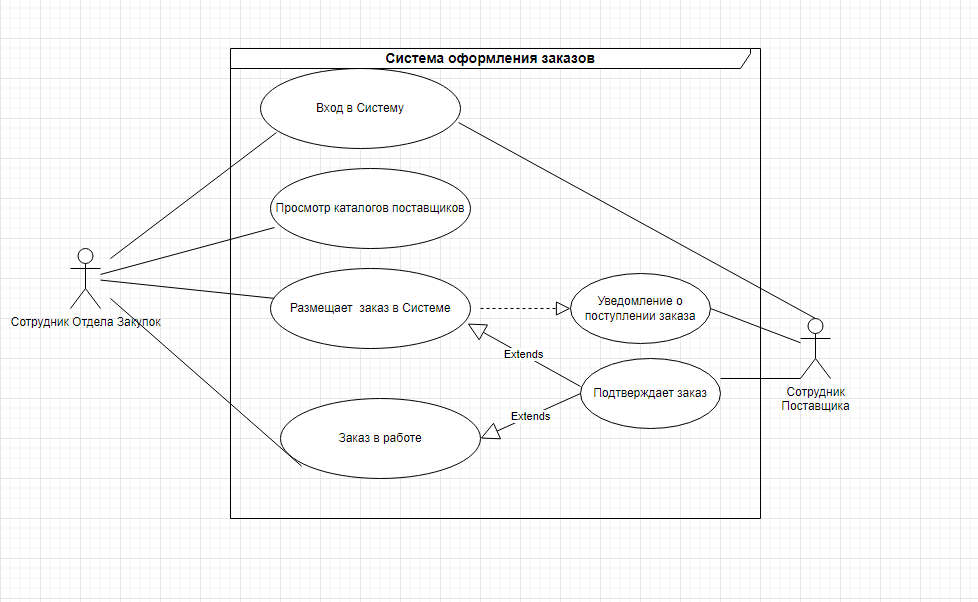 Система оформления заказов
Вход в Систему
Просмотр каталогов поставщиков
Размещает заказ в Системе
Уведомление о
поступлении заказа
Сотрудник Отдела Закупок
Extends
Подтверждает заказ
Сотрудник
Поставщика
Extends
Заказ в работе